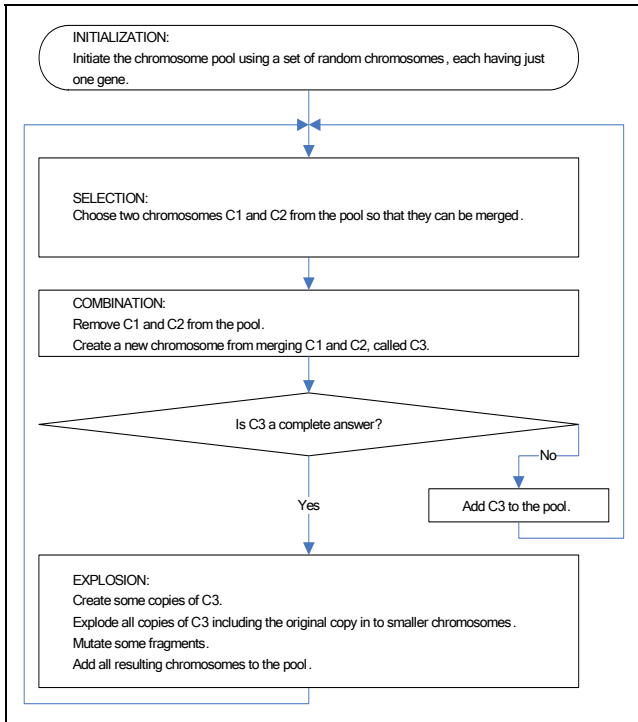 INITIALIZATION:
Initiate the chromosome pool using a set of random chromosomes, each having just
one gene.
SELECTION:
Choose two chromosomes C1 and C2 from the pool so that they can be merged.
COMBINATION:
Remove C1 and C2 from the pool.
Create a new chromosome from merging C1 and C2, called C3.
Is C3 a complete answer?
No
Add C3 to the pool.
Yes
EXPLOSION:
Create some copies of C3.
Explode all copies of C3 including the original copy in to smaller chromosomes.
Mutate some fragments.
Add all resulting chromosomes to the pool.